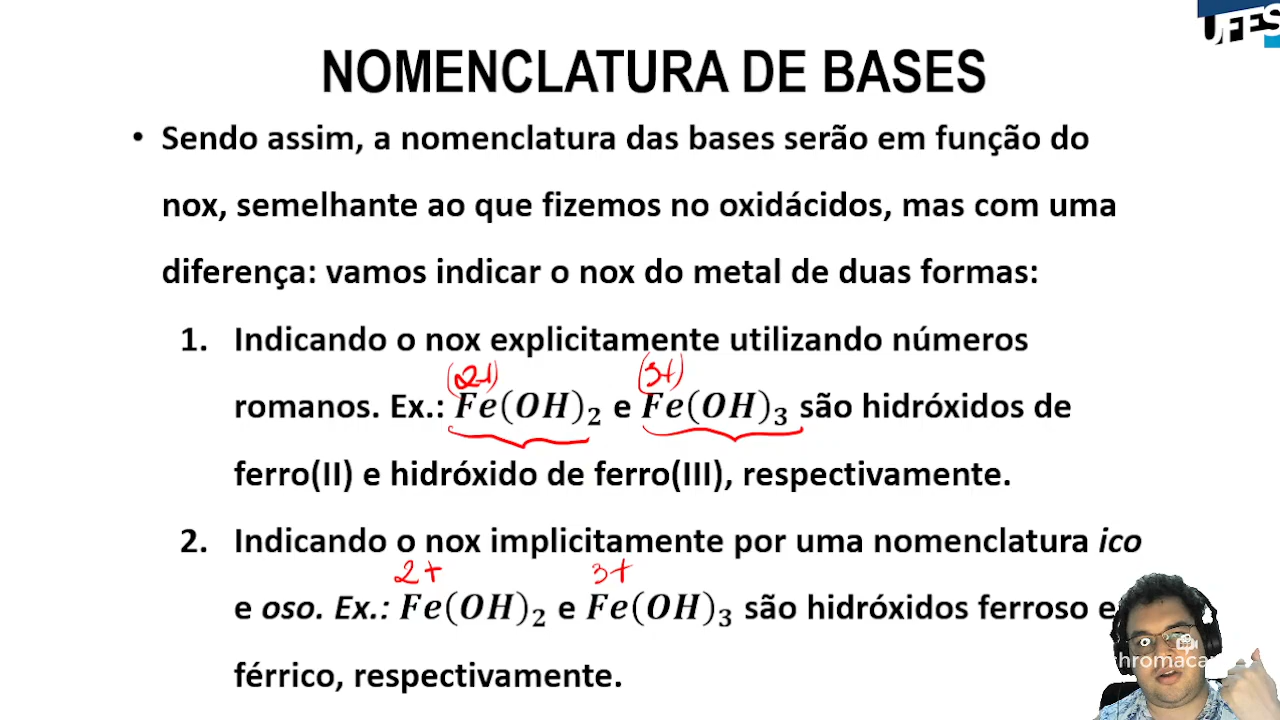 UFES
NOMENCLATURA DE BASES
• Sendo assim, a nomenclatura das bases serão em função do
nox, semelhante ao que fizemos no oxidácidos, mas com uma
diferença: vamos indicar o nox do metal de duas formas:
1. Indicando o nox explicitamente utilizando números
(2+) (3+)
romanos. Ex.: Fe(OH)₂ e Fe(OH)₃ são hidróxidos de
ferro(II) e hidróxido de ferro(III), respectivamente.
2. Indicando o nox implicitamente por uma nomenclatura ico
2+ 3+
e oso. Ex.: Fe(OH)₂ e Fe(OH)₃ são hidróxidos ferroso e
férrico, respectivamente.
chromaca